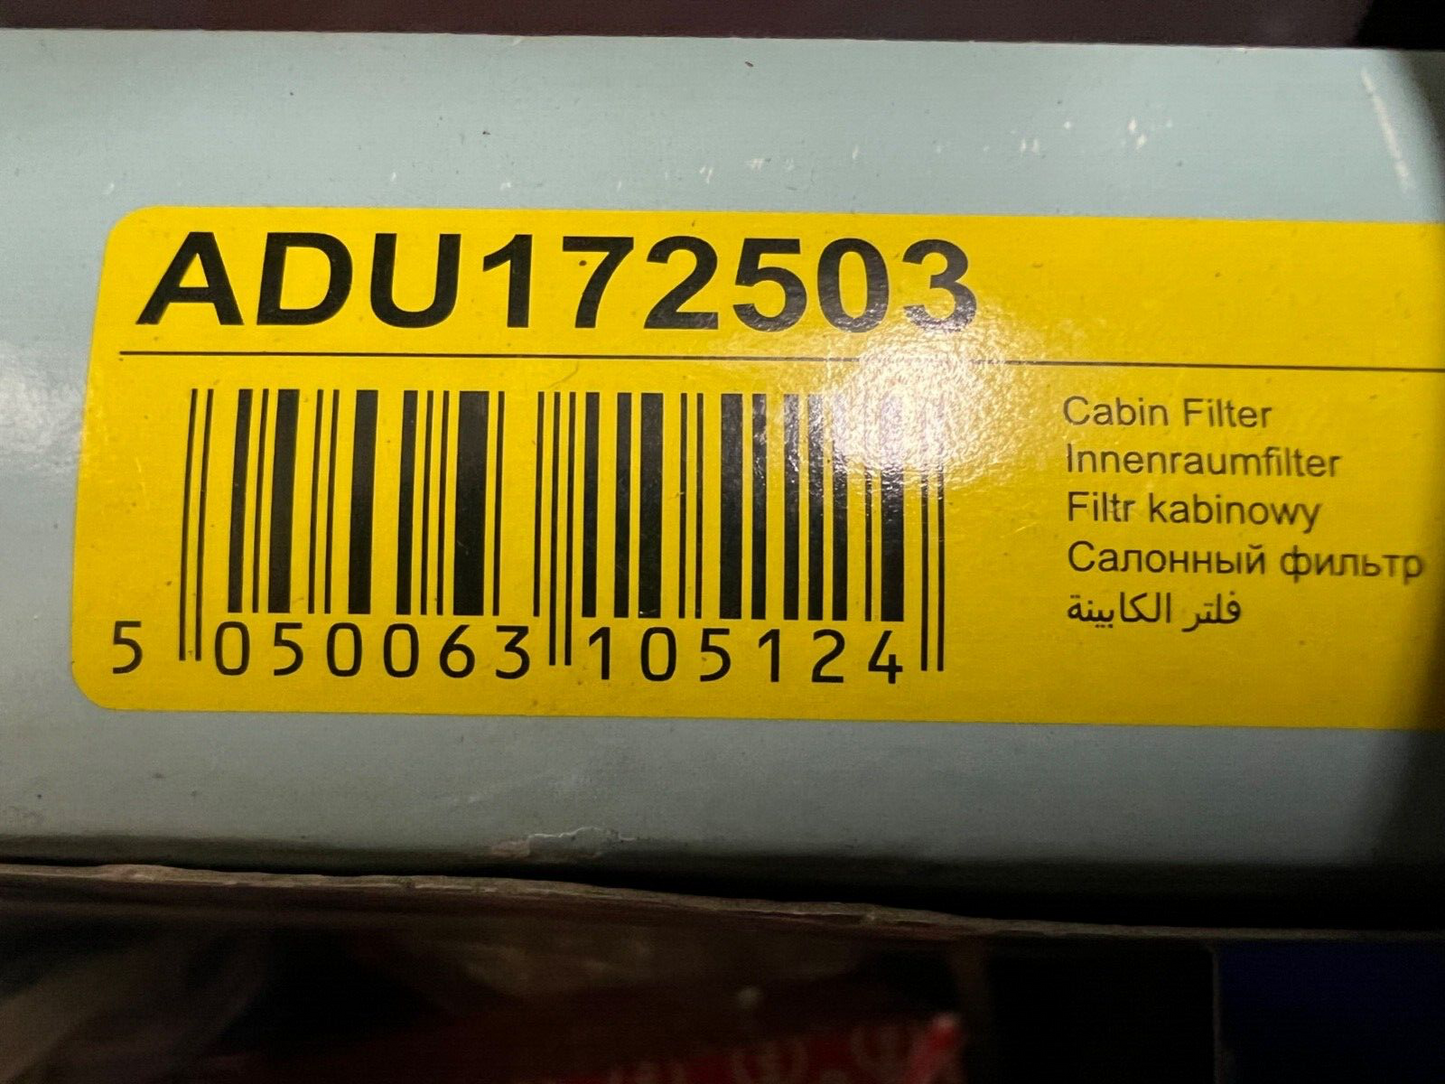 ADU172503
Cabin Filter
Innenraumfilter
Filtr kabinowy
Салонный фильтр
فلتر الكابينة
5 050063 105124